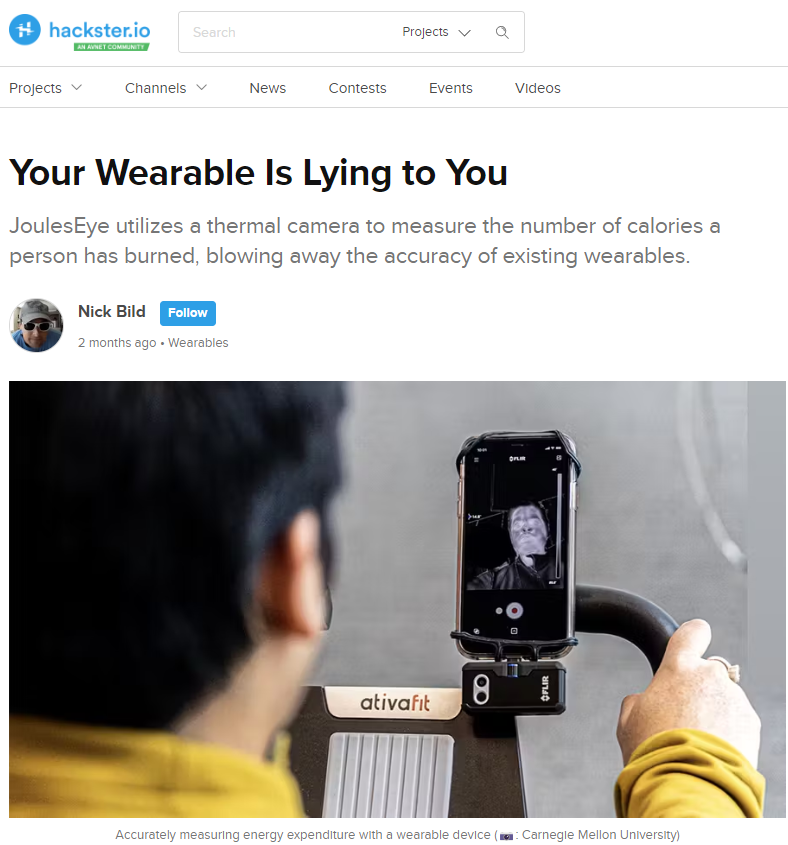 hackster.io
AN AVNET COMMUNITY
Search
Projects
Projects
Channels
News
Contests
Events
Videos
Your Wearable Is Lying to You
JoulesEye utilizes a thermal camera to measure the number of calories a
person has burned, blowing away the accuracy of existing wearables.
Nick Bild
Follow
2 months ago • Wearables
FLIR
ativafit
FLIR
Accurately measuring energy expenditure with a wearable device (📷: Carnegie Mellon University)